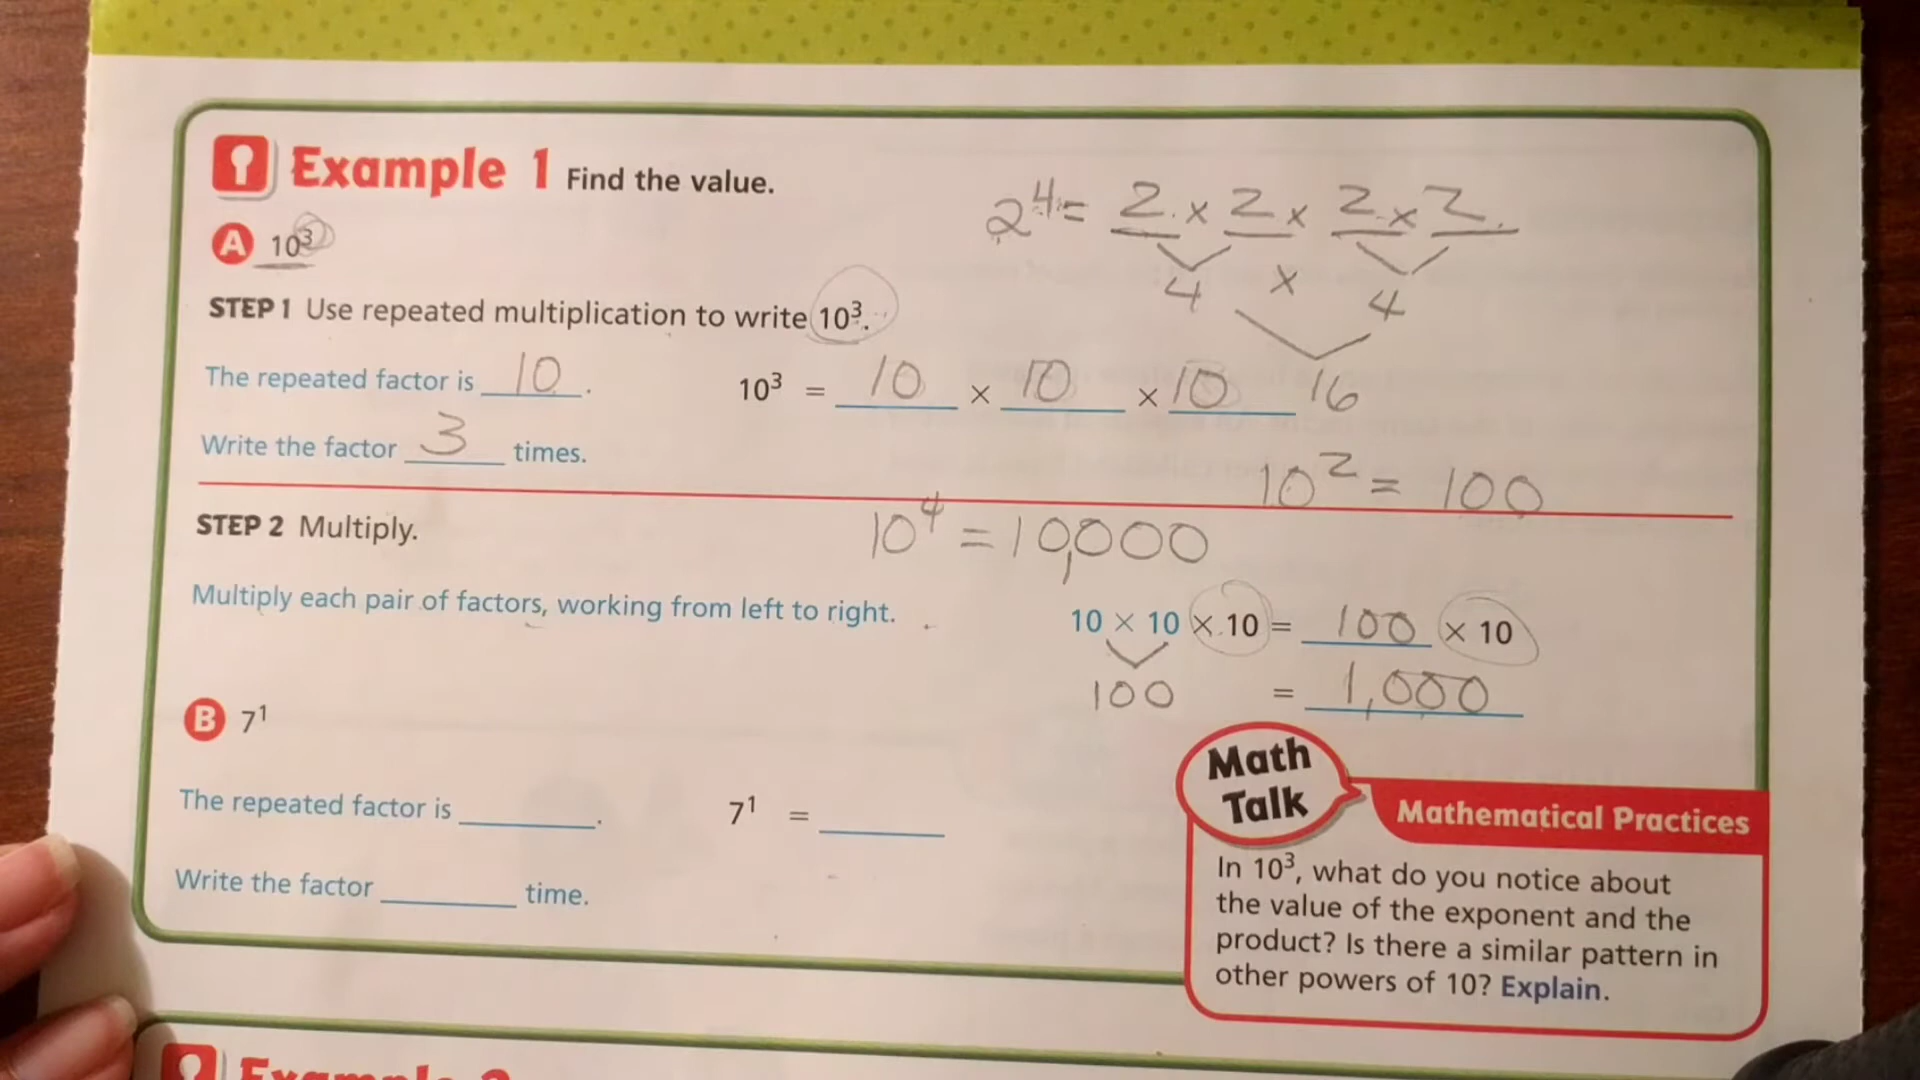 Example 1 Find the value.
2⁴ = 2 × 2 × 2 × 2
A 10³
4 × 4
STEP 1 Use repeated multiplication to write 10³.
The repeated factor is 10.
10³ = 10 × 10 × 10
16
Write the factor 3 times.
10² = 100
STEP 2 Multiply.
10⁴ = 10,000
Multiply each pair of factors, working from left to right.
10 × 10 × 10 = 100 × 10
100 = 1,000
B 7¹
The repeated factor is ______.
7¹ = ______
Write the factor ______ time.
Math
Talk
Mathematical Practices
In 10³, what do you notice about
the value of the exponent and the
product? Is there a similar pattern in
other powers of 10? Explain.